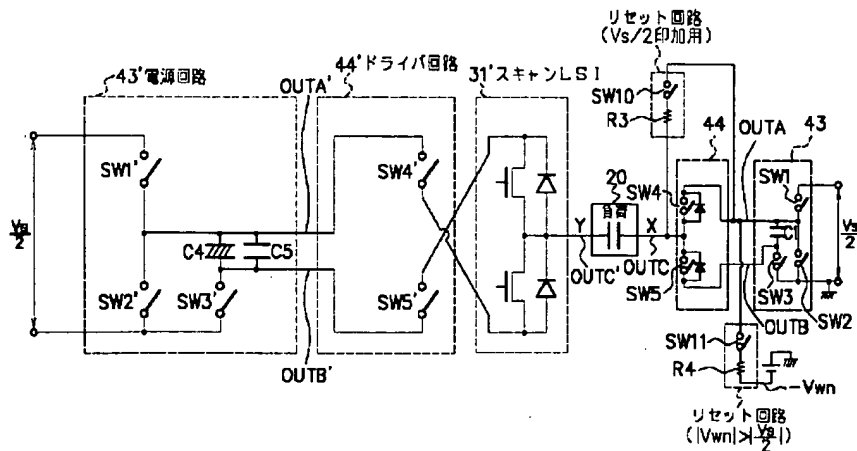 リセット回路
(Vs/2印加用)
43'電源回路
44'ドライバ回路
31'スキャンLSI
OUTA'
SW10
R3
44
OUTA
43
SW1'
SW4'
20
負荷
SW4
SW1
Vs/2
C4
C5
Y
X
C1
Vs/2
OUTC'
OUTC
SW2'
SW3'
SW5'
SW5
SW3
OUTB
SW2
OUTB'
SW11
R4
-Vwn
リセット回路
(|Vwn|>|Vs/2|)